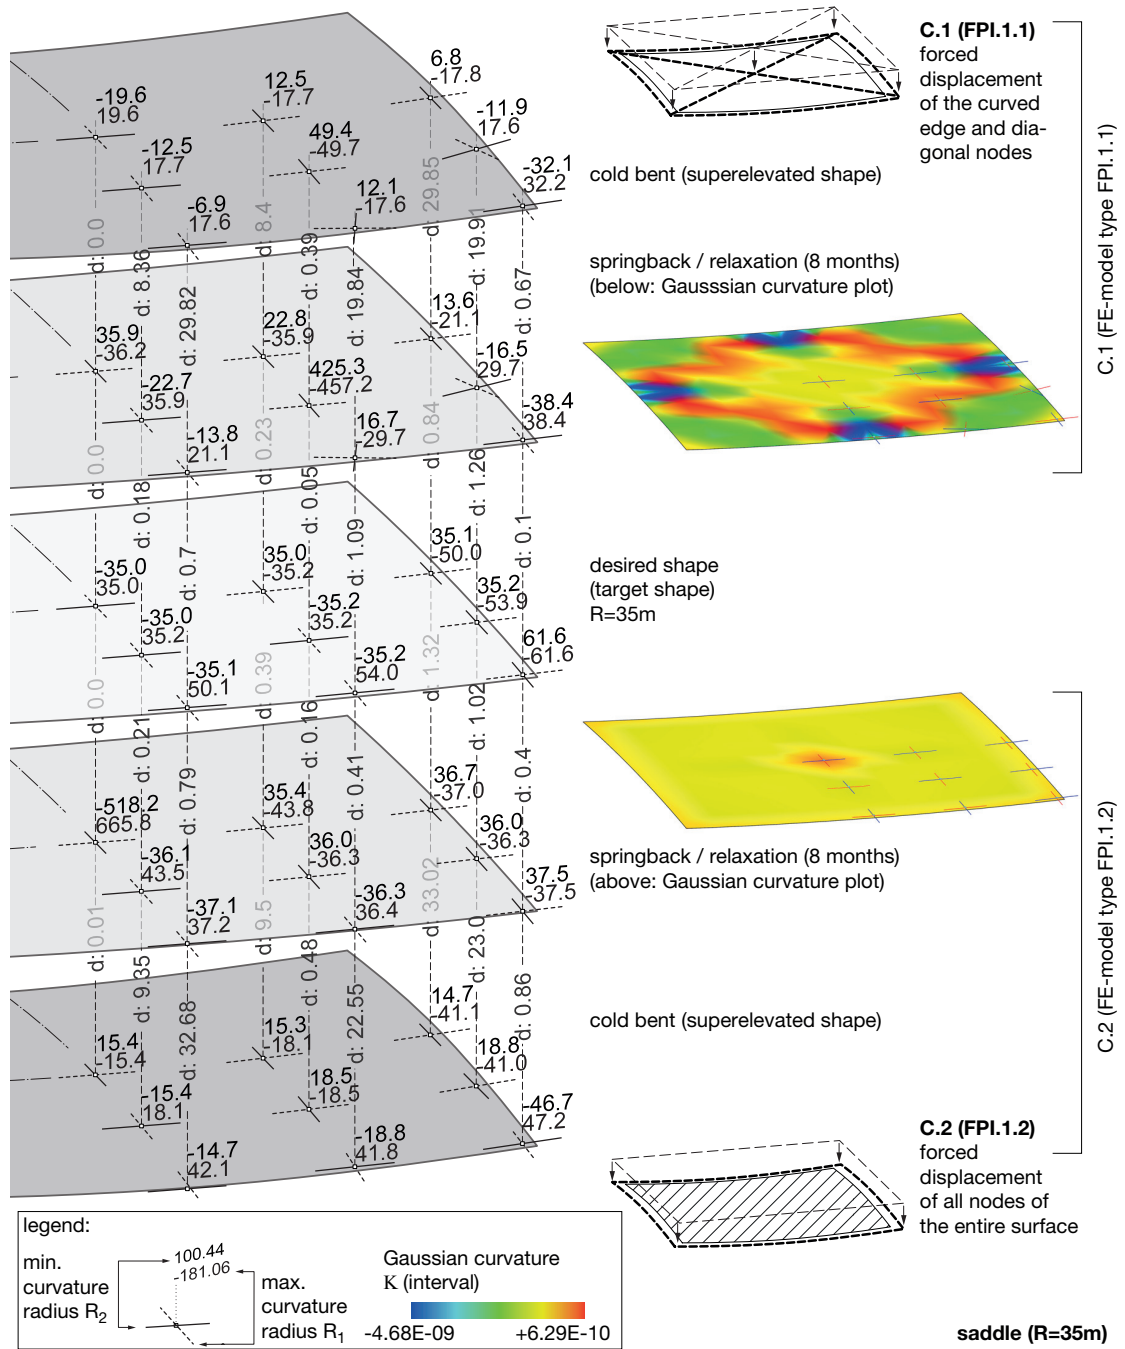 -19.6
19.6
12.5
-17.7
6.8
-17.8
-12.5
17.7
49.4
-49.7
-11.9
17.6
-6.9
17.6
12.1
-17.6
-32.1
32.2
d: 0.0
d: 8.36
d: 29.82
d: 8.4
d: 0.39
d: 19.84
d: 29.85
d: 19.91
d: 0.67
35.9
-36.2
22.8
-35.9
13.6
-21.1
-22.7
35.9
425.3
-457.2
-16.5
29.7
-13.8
21.1
16.7
-29.7
-38.4
38.4
d: 0.0
d: 0.18
d: 0.7
d: 0.23
d: 0.05
d: 1.09
d: 0.84
d: 1.26
d: 0.1
-35.0
35.0
35.0
-35.2
35.1
-50.0
-35.0
35.2
-35.2
35.2
35.2
-53.9
-35.1
50.1
-35.2
54.0
61.6
-61.6
d: 0.0
d: 0.21
d: 0.79
d: 0.39
d: 0.16
d: 0.41
d: 1.32
d: 1.02
d: 0.4
-518.2
665.8
35.4
-43.8
36.7
-37.0
-36.1
43.5
36.0
-36.3
36.0
-36.3
-37.1
37.2
-36.3
36.4
37.5
-37.5
d: 0.01
d: 9.35
d: 32.68
d: 9.5
d: 0.48
d: 22.55
d: 33.02
d: 23.0
d: 0.86
15.4
-15.4
15.3
-18.1
14.7
-41.1
-15.4
18.1
18.5
-18.5
18.8
-41.0
-14.7
42.1
-18.8
41.8
-46.7
47.2
C.1 (FPI.1.1)
forced
displacement
of the curved
edge and dia-
gonal nodes
cold bent (superelevated shape)
springback / relaxation (8 months)
(below: Gausssian curvature plot)
C.1 (FE-model type FPI.1.1)
desired shape
(target shape)
R=35m
springback / relaxation (8 months)
(above: Gaussian curvature plot)
cold bent (superelevated shape)
C.2 (FE-model type FPI.1.2)
C.2 (FPI.1.2)
forced
displacement
of all nodes of
the entire surface
legend:
min.
curvature
radius R2
100.44
-181.06
max.
curvature
radius R1
Gaussian curvature
K (interval)
-4.68E-09
+6.29E-10
saddle (R=35m)